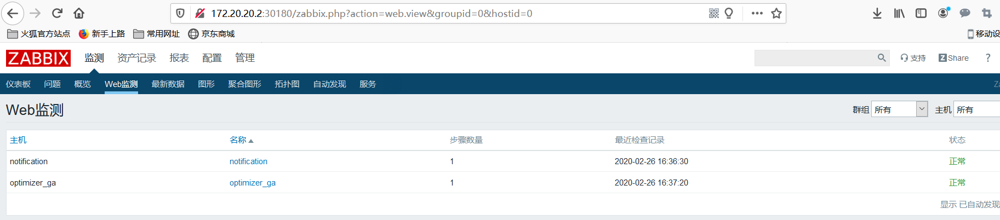 172.20.20.2:30180/zabbix.php?action=web.view&groupid=0&hostid=0
火狐官方站点 新手上路 常用网址 京东商城 移动设
ZABBIX 监测 资产记录 报表 配置 管理 支持 Z Share ?
仪表板 问题 概览 Web监测 最新数据 图形 聚合图形 拓扑图 自动发现 服务 Za
Web监测 群组 所有 主机 所有
主机 名称 步骤数量 最近检查记录 状态
notification notification 1 2020-02-26 16:36:30 正常
optimizer_ga optimizer_ga 1 2020-02-26 16:37:20 正常
显示 已自动发现